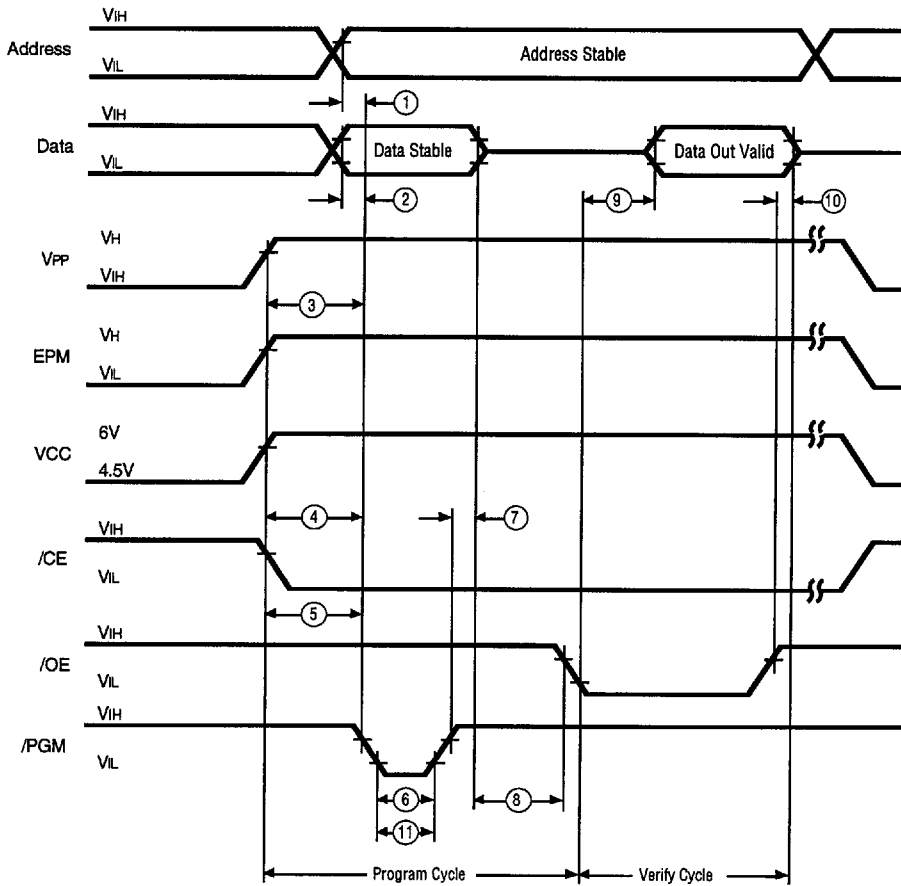 VIH
Address
Address Stable
VIL
1
VIH
Data
Data Stable
Data Out Valid
VIL
2
9
10
VH
VPP
VIH
3
VH
EPM
VIL
6V
VCC
4.5V
4
7
VIH
/CE
VIL
5
VIH
/OE
VIL
VIH
/PGM
VIL
6
8
11
Program Cycle
Verify Cycle